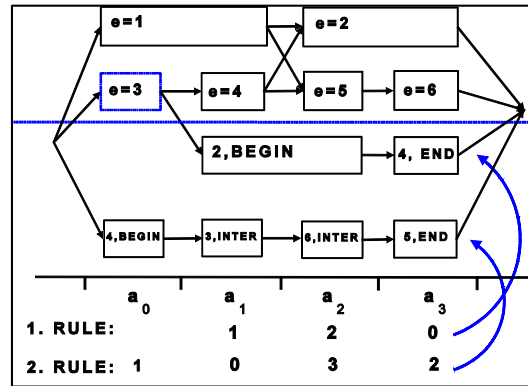 e=1 e=2
e=3 e=4 e=5 e=6
2,BEGIN 4, END
4,BEGIN 3,INTER 6,INTER 5,END
a0 a1 a2 a3
1. RULE: 1 2 0
2. RULE: 1 0 3 2